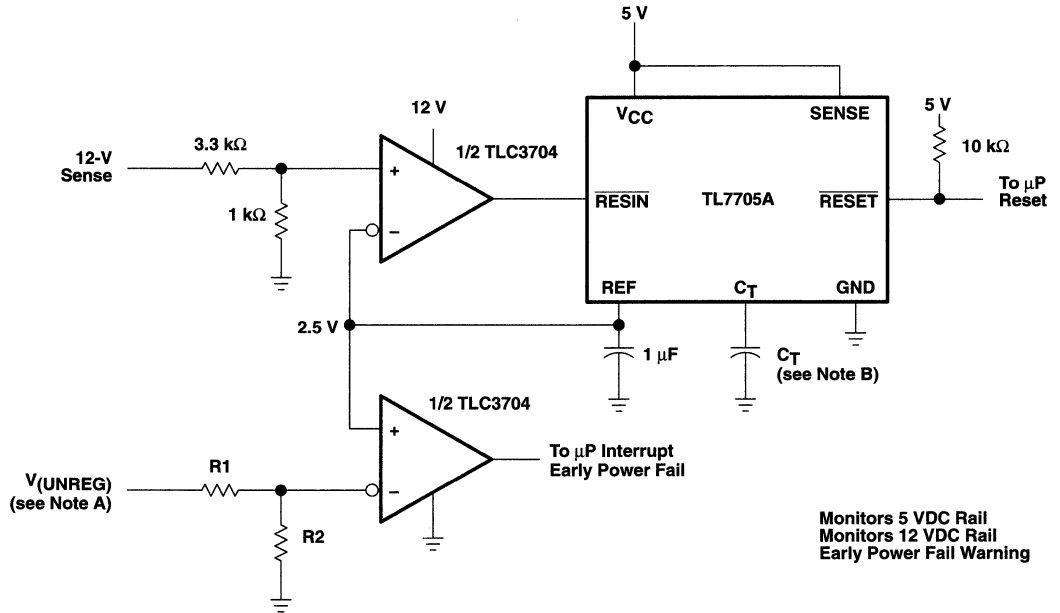 5 V
VCC
SENSE
5 V
10 kΩ
12 V
1/2 TLC3704
3.3 kΩ
12-V
Sense
+
1 kΩ
–
RESIN
TL7705A
RESET
To μP
Reset
REF
CT
GND
2.5 V
1 μF
CT
(see Note B)
1/2 TLC3704
+
To μP Interrupt
Early Power Fail
R1
V(UNREG)
(see Note A)
–
R2
Monitors 5 VDC Rail
Monitors 12 VDC Rail
Early Power Fail Warning